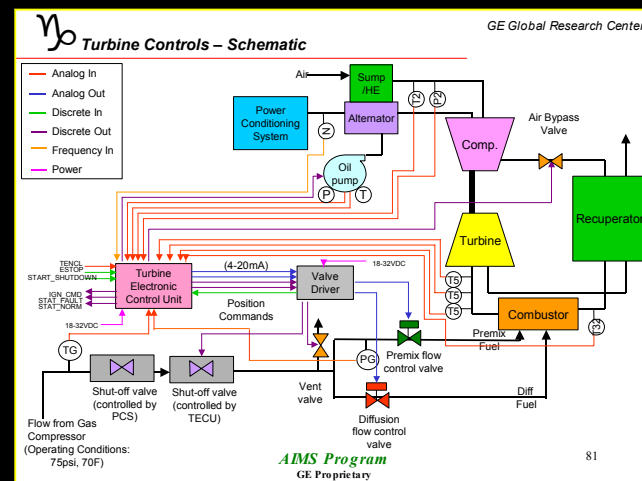 GE Global Research Center
Turbine Controls – Schematic
Analog In
Analog Out
Discrete In
Discrete Out
Frequency In
Power
Air
Sump
/HE
T2
P2
Power
Conditioning
System
N
Alternator
Air Bypass
Valve
Comp.
Oil
pump
P
T
Recuperator
Turbine
TENCL
ESTOP
START_SHUTDOWN
Turbine
Electronic
Control Unit
(4-20mA)
Valve
Driver
18-32VDC
T5
T5
T5
IGN_CMD
STAT_FAULT
STAT_NORM
Position
Commands
Combustor
T32
18-32VDC
Premix
Fuel
TG
PG
Premix flow
control valve
Shut-off valve
(controlled by
PCS)
Shut-off valve
(controlled by
TECU)
Vent
valve
Diff
Fuel
Flow from Gas
Compressor
(Operating Conditions:
75psi, 70F)
Diffusion
flow control
valve
AIMS Program
GE Proprietary
81